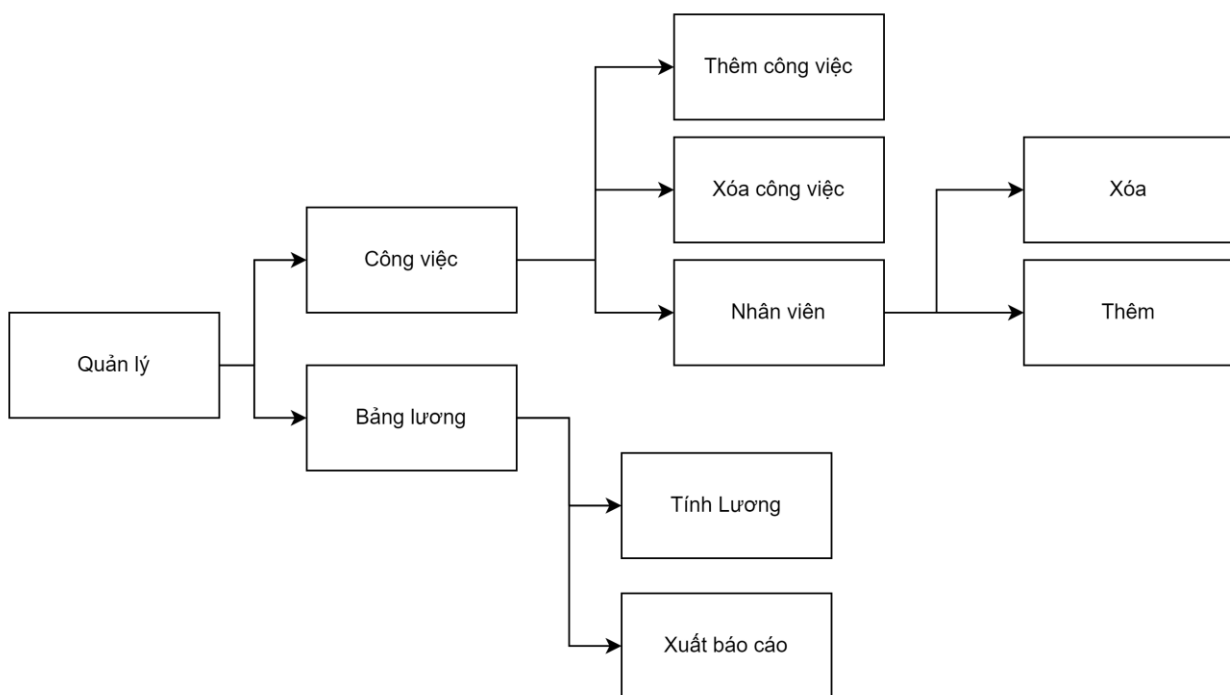 Thêm công việc
Xóa công việc
Xóa
Công việc
Nhân viên
Thêm
Quản lý
Bảng lương
Tính Lương
Xuất báo cáo